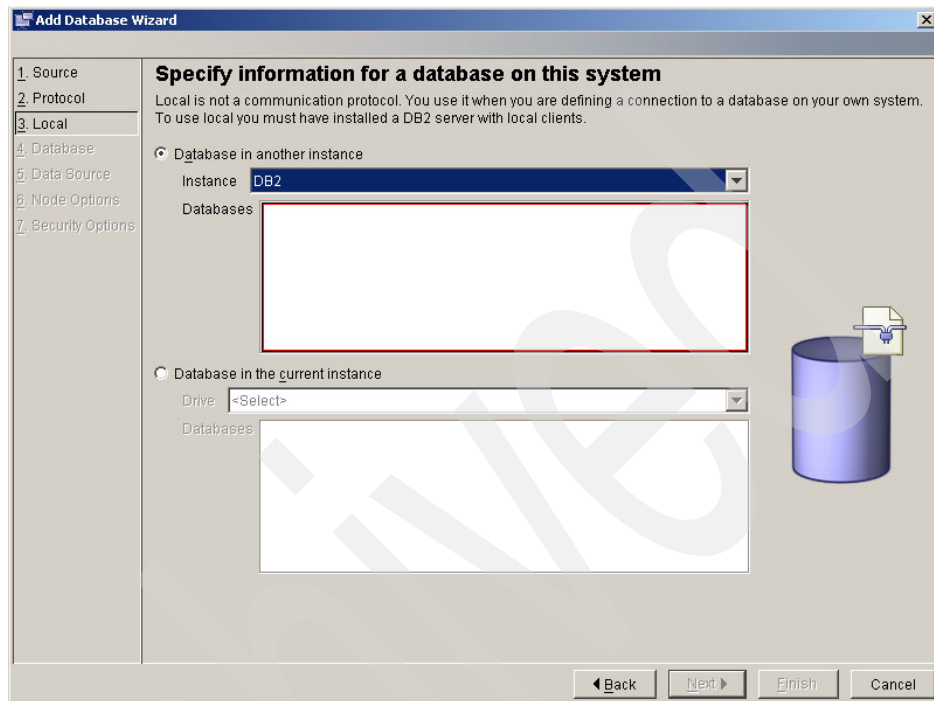 Add Database Wizard
1. Source
2. Protocol
3. Local
4. Database
5. Data Source
6. Node Options
7. Security Options
Specify information for a database on this system
Local is not a communication protocol. You use it when you are defining a connection to a database on your own system.
To use local you must have installed a DB2 server with local clients.
Database in another instance
Instance DB2
Databases
Database in the current instance
Drive <Select>
Databases
Back Next Finish Cancel
hived